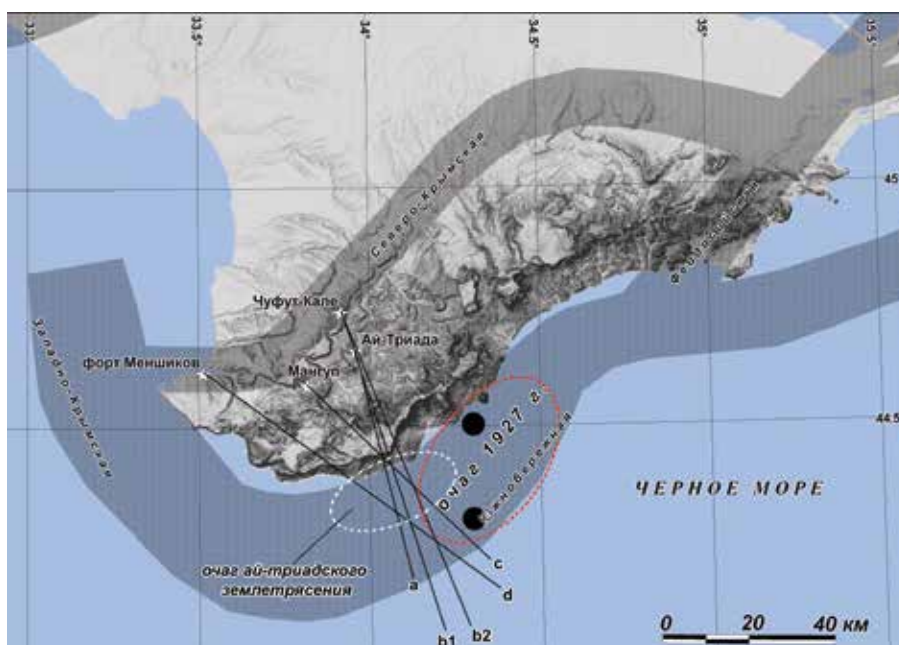 33°
33.5°
34°
34.5°
35°
35.5°
45°
Северо-Крымская
Чуфут-Кале
Ай-Триада
форт Меншиков
Мангуп
Западно-Крымская
44.5°
очаг 1927 г.
Южнобережная
ЧЕРНОЕ МОРЕ
очаг ай-триадского
землетрясения
a
b1
b2
c
d
0 20 40 км